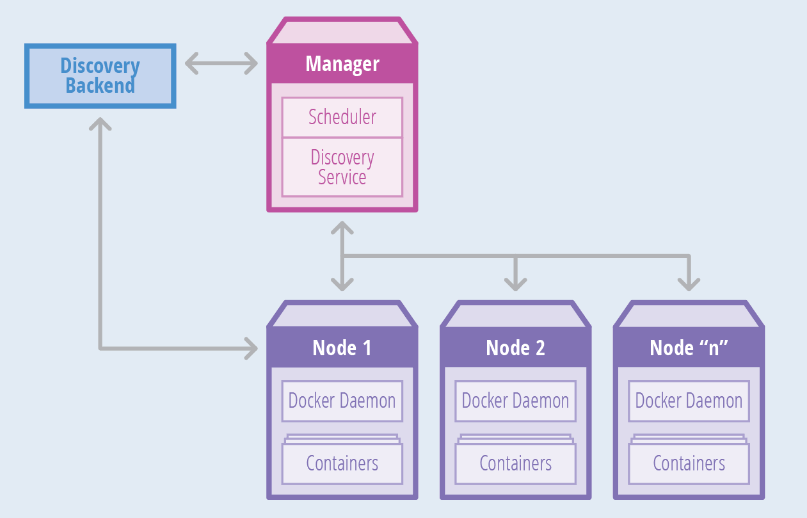 Discovery
Backend
Manager
Scheduler
Discovery
Service
Node 1
Node 2
Node “n”
Docker Daemon
Docker Daemon
Docker Daemon
Containers
Containers
Containers